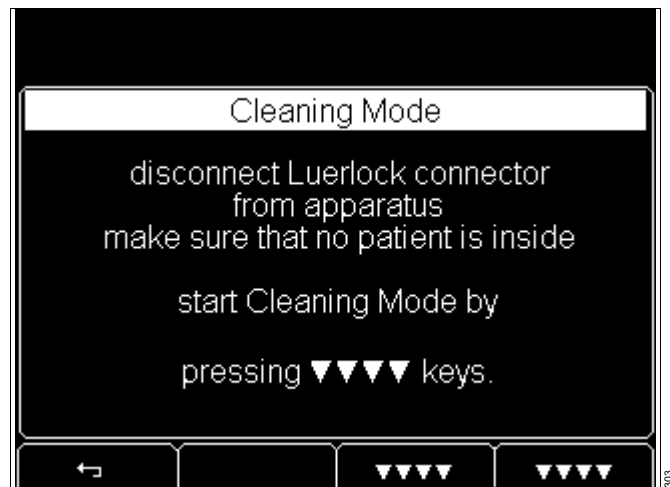 Cleaning Mode
disconnect Luerlock connector
from apparatus
make sure that no patient is inside
start Cleaning Mode by
pressing ▼▼▼▼ keys.
▼▼▼▼ ▼▼▼▼
303